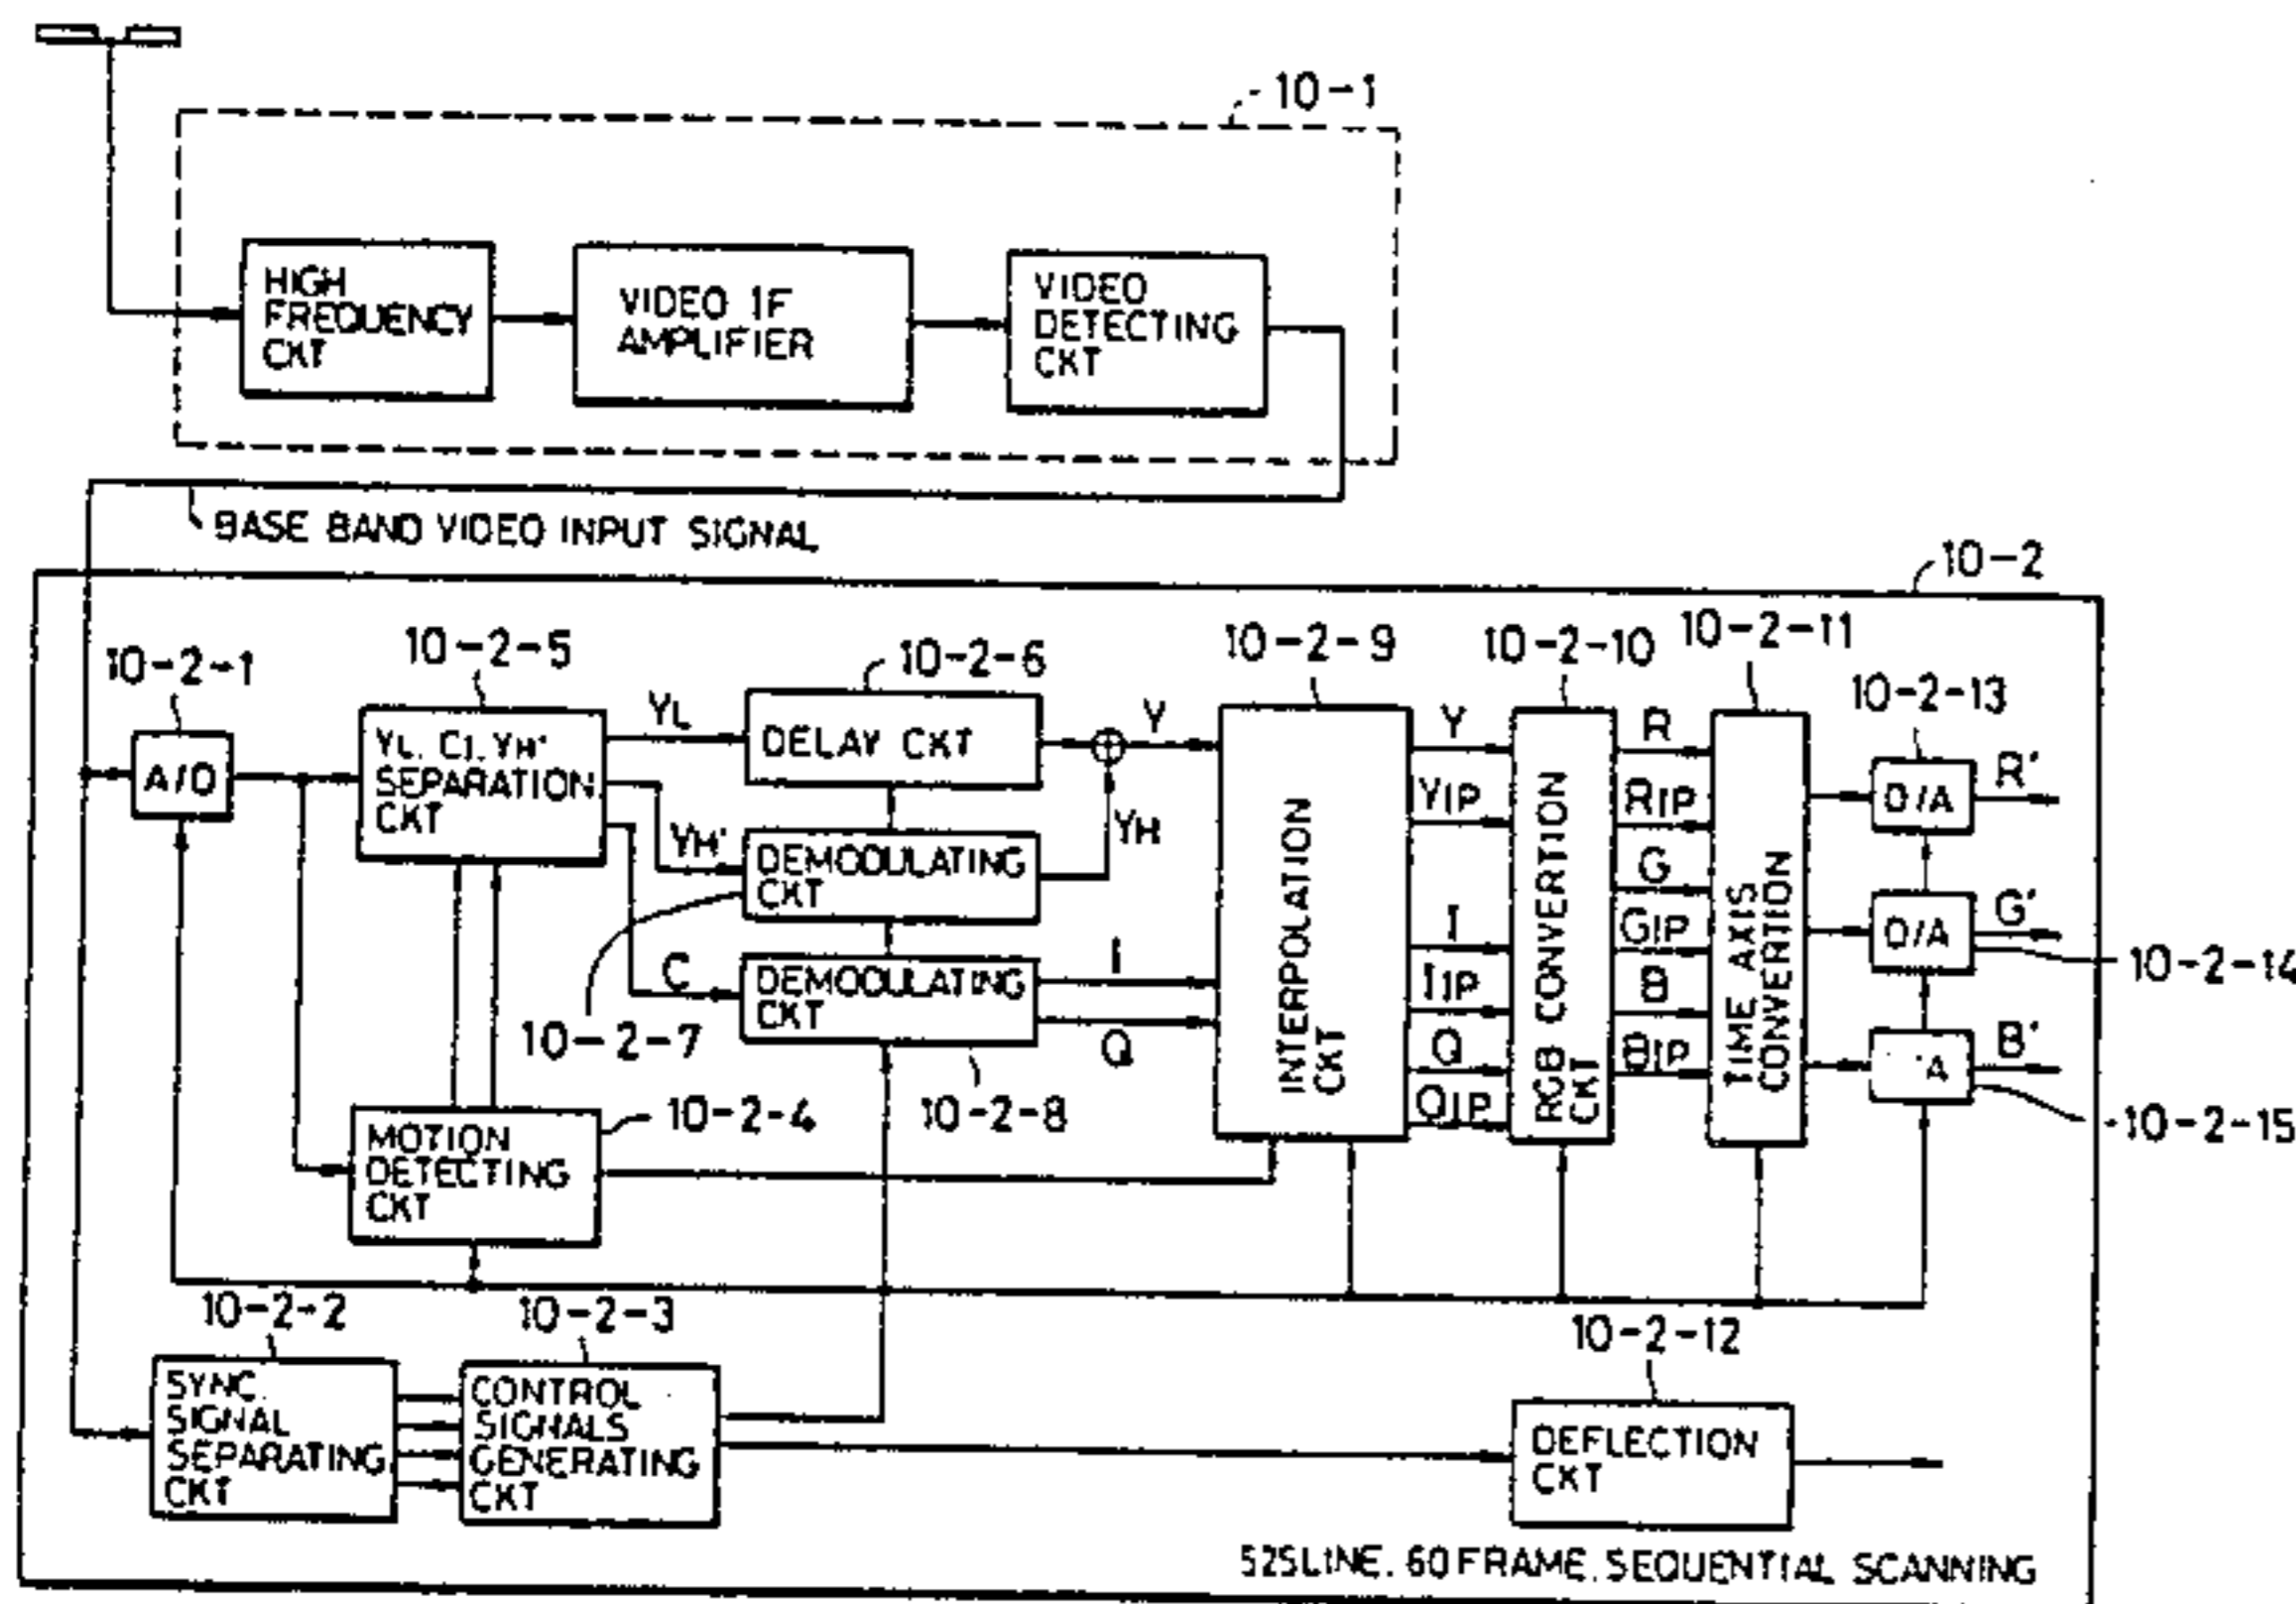 10-1
HIGH
FREQUENCY
CKT
VIDEO IF
AMPLIFIER
VIDEO
DETECTING
CKT
BASE BAND VIDEO INPUT SIGNAL
10-2
10-2-1
A/D
10-2-5
YL, CI, YH'
SEPARATION
CKT
YL
YH'
C
10-2-6
DELAY CKT
DEMODULATING
CKT
10-2-7
DEMODULATING
CKT
10-2-8
Y
YH
I
Q
10-2-9
INTERPOLATION
CKT
Y
YIP
I
IIP
Q
QIP
10-2-10
RGB CONVERTION
CKT
R
RIP
G
GIP
B
BIP
10-2-11
TIME AXIS
CONVERTION
10-2-13
D/A
R'
D/A
G'
10-2-14
A
B'
10-2-15
MOTION
DETECTING
CKT
10-2-4
10-2-2
SYNC
SIGNAL
SEPARATING
CKT
10-2-3
CONTROL
SIGNALS
GENERATING
CKT
10-2-12
DEFLECTION
CKT
525LINE, 60FRAME, SEQUENTIAL SCANNING